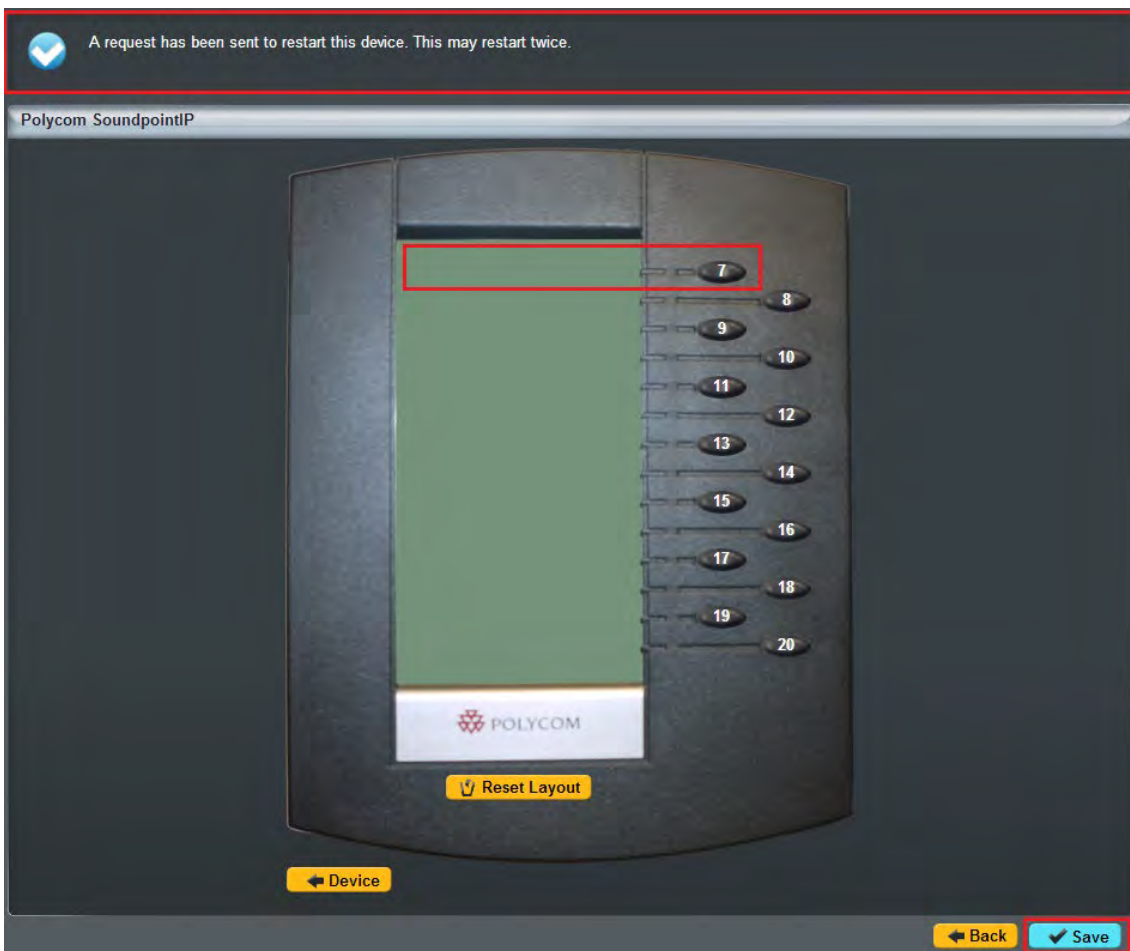 A request has been sent to restart this device. This may restart twice.
Polycom SoundpointIP
7
8
9
10
11
12
13
14
15
16
17
18
19
20
POLYCOM
Reset Layout
Device
Back
Save